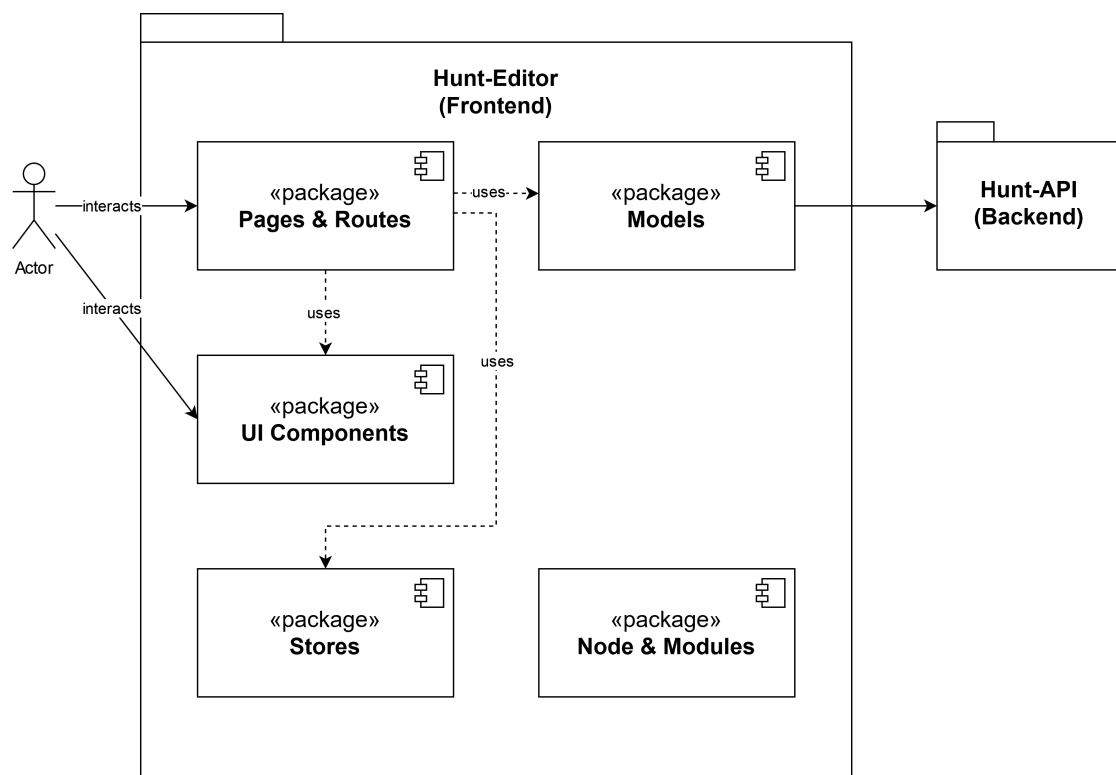 Hunt-Editor
(Frontend)
«package»
Pages & Routes
uses
«package»
Models
Hunt-API
(Backend)
interacts
Actor
interacts
uses
uses
«package»
UI Components
«package»
Stores
«package»
Node & Modules